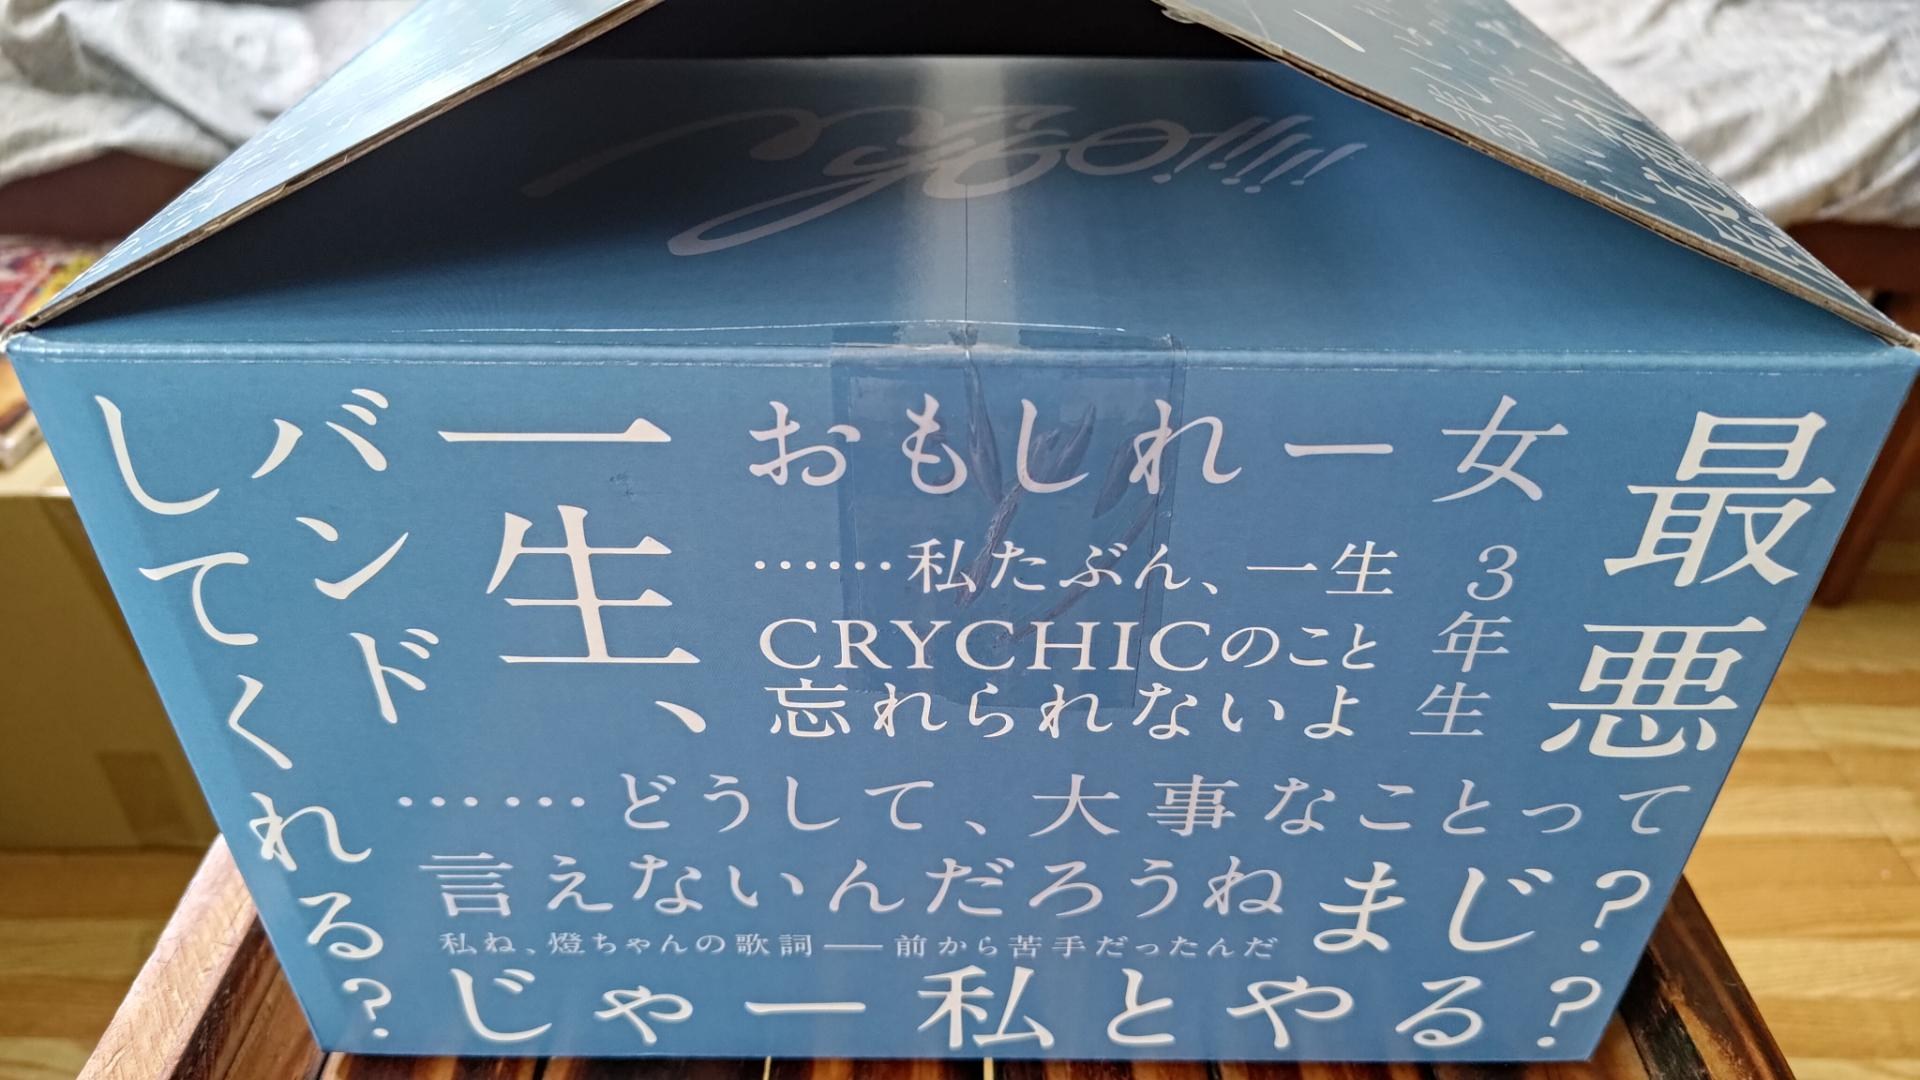 最悪
おもしれー女
3年生
……私たぶん、一生
CRYCHICのこと
忘れられないよ
一生、
バンド
してくれる?
……どうして、大事なことって
言えないんだろうね
まじ?
私ね、燈ちゃんの歌詞――前から苦手だったんだ
じゃー私とやる?